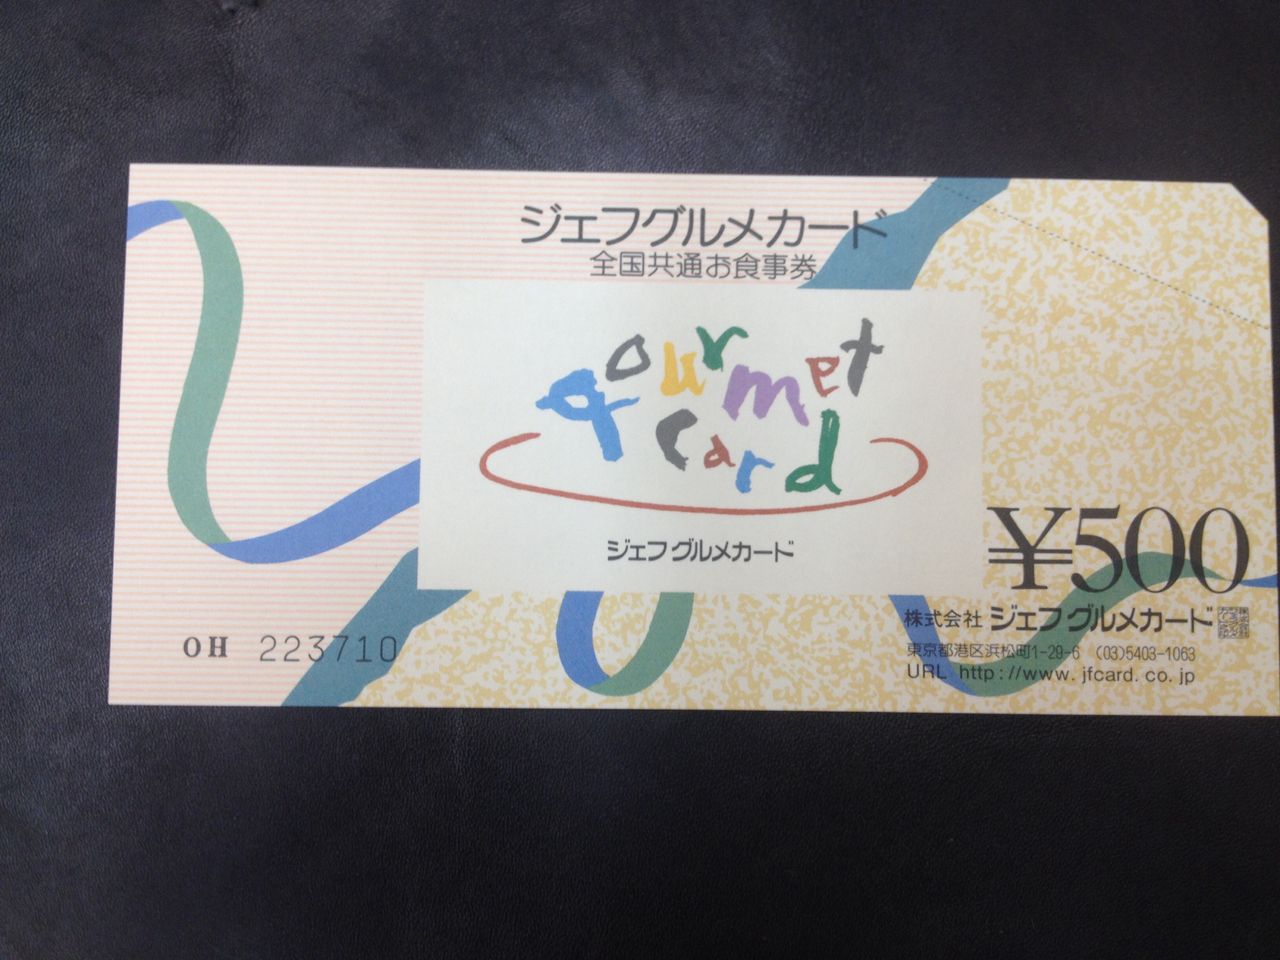 ジェフグルメカード
全国共通お食事券
gourmet
Card
ジェフグルメカード
¥500
株式会社 ジェフグルメカード
東京都港区浜松町1-29-6 (03)5403-1063
URL http://www.jfcard.co.jp
OH 223710